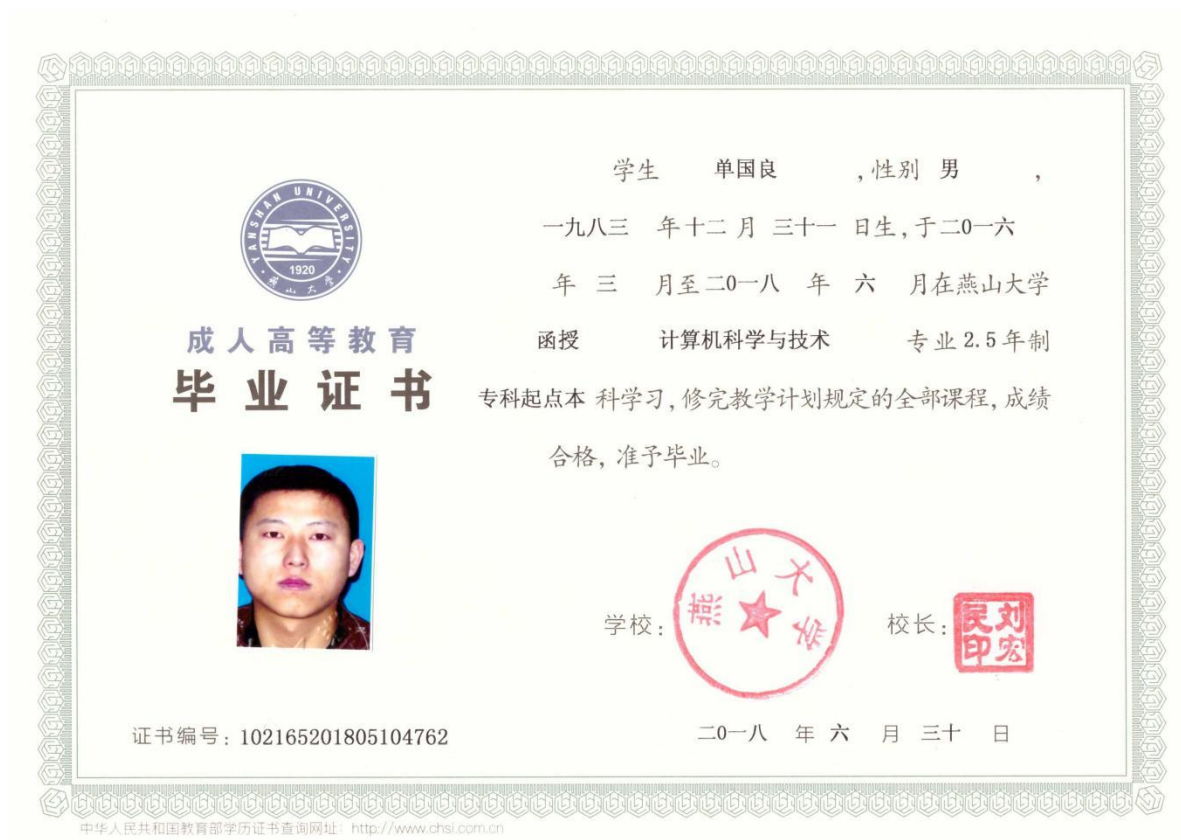 YANSHAN UNIVERSITY
1920
燕山大学
成人高等教育
毕业证书
学生 单国良 ,性别 男 ,
一九八三 年十二月 三十一 日生,于二0一六
年 三 月至二0一八 年 六 月在燕山大学
函授 计算机科学与技术 专业2.5年制
专科起点本 科学习,修完教学计划规定的全部课程,成绩
合格,准予毕业。
学校: 燕山大学 校长: 刘宏民印
证书编号: 102165201805104762
二0一八 年 六 月 三十 日
中华人民共和国教育部学历证书查询网址: http://www.chsi.com.cn